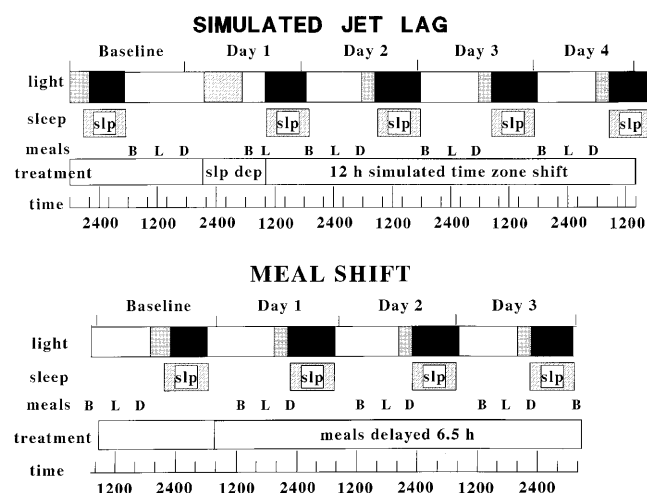 SIMULATED JET LAG
Baseline Day 1 Day 2 Day 3 Day 4
light
sleep slp slp slp slp slp
meals B L D B L B L D B L D B L D
treatment slp dep 12 h simulated time zone shift
time
2400 1200 2400 1200 2400 1200 2400 1200 2400 1200
MEAL SHIFT
Baseline Day 1 Day 2 Day 3
light
sleep slp slp slp slp
meals B L D B L D B L D B L D B
treatment meals delayed 6.5 h
time
1200 2400 1200 2400 1200 2400 1200 2400